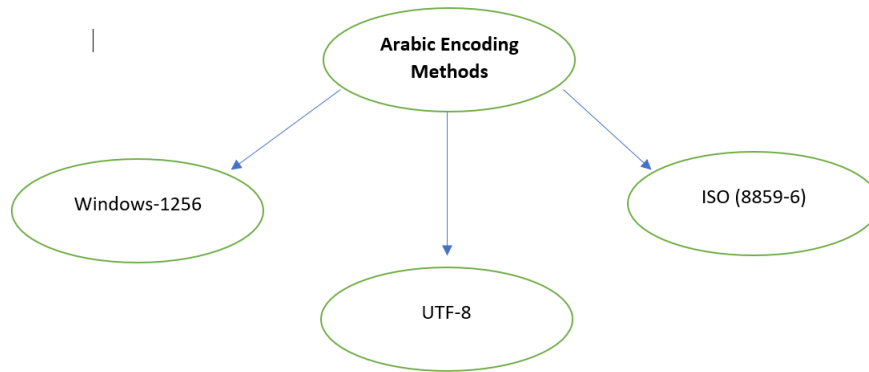 Arabic Encoding
Methods
Windows-1256
ISO (8859-6)
UTF-8